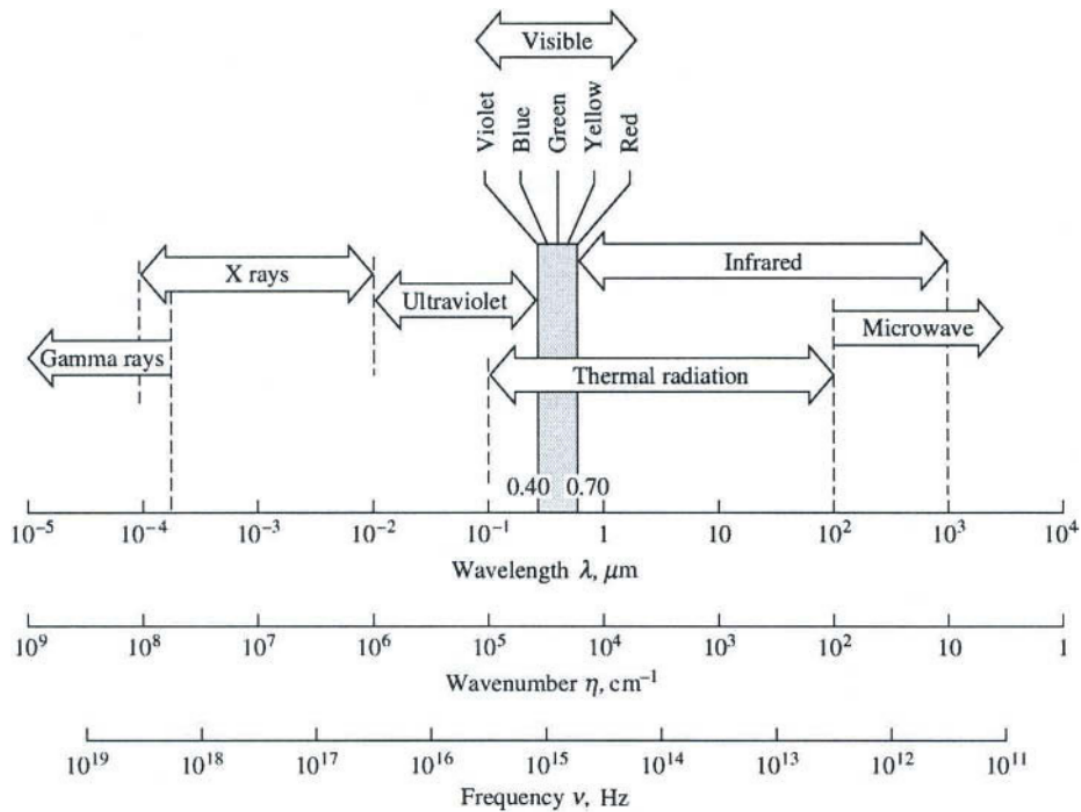 Visible
Violet
Blue
Green
Yellow
Red
X rays
Infrared
Ultraviolet
Microwave
Gamma rays
Thermal radiation
0.40 0.70
10⁻⁵ 10⁻⁴ 10⁻³ 10⁻² 10⁻¹ 1 10 10² 10³ 10⁴
Wavelength λ, μm
10⁹ 10⁸ 10⁷ 10⁶ 10⁵ 10⁴ 10³ 10² 10 1
Wavenumber η, cm⁻¹
10¹⁹ 10¹⁸ 10¹⁷ 10¹⁶ 10¹⁵ 10¹⁴ 10¹³ 10¹² 10¹¹
Frequency ν, Hz